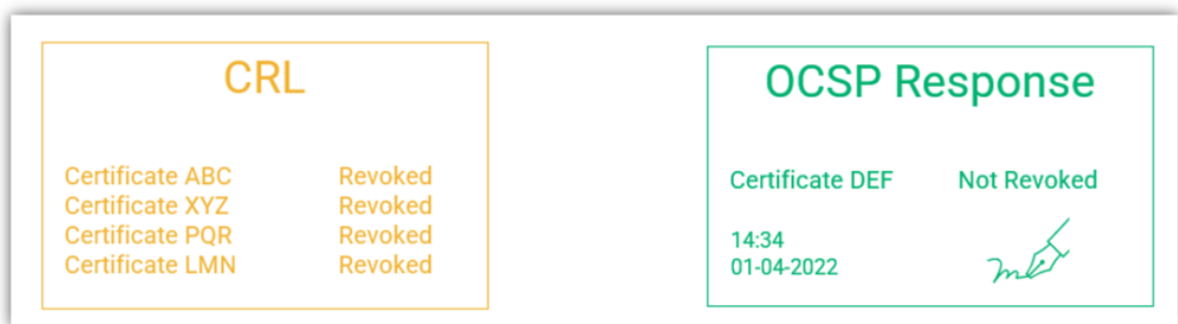 CRL
Certificate ABC Revoked
Certificate XYZ Revoked
Certificate PQR Revoked
Certificate LMN Revoked
OCSP Response
Certificate DEF Not Revoked
14:34
01-04-2022